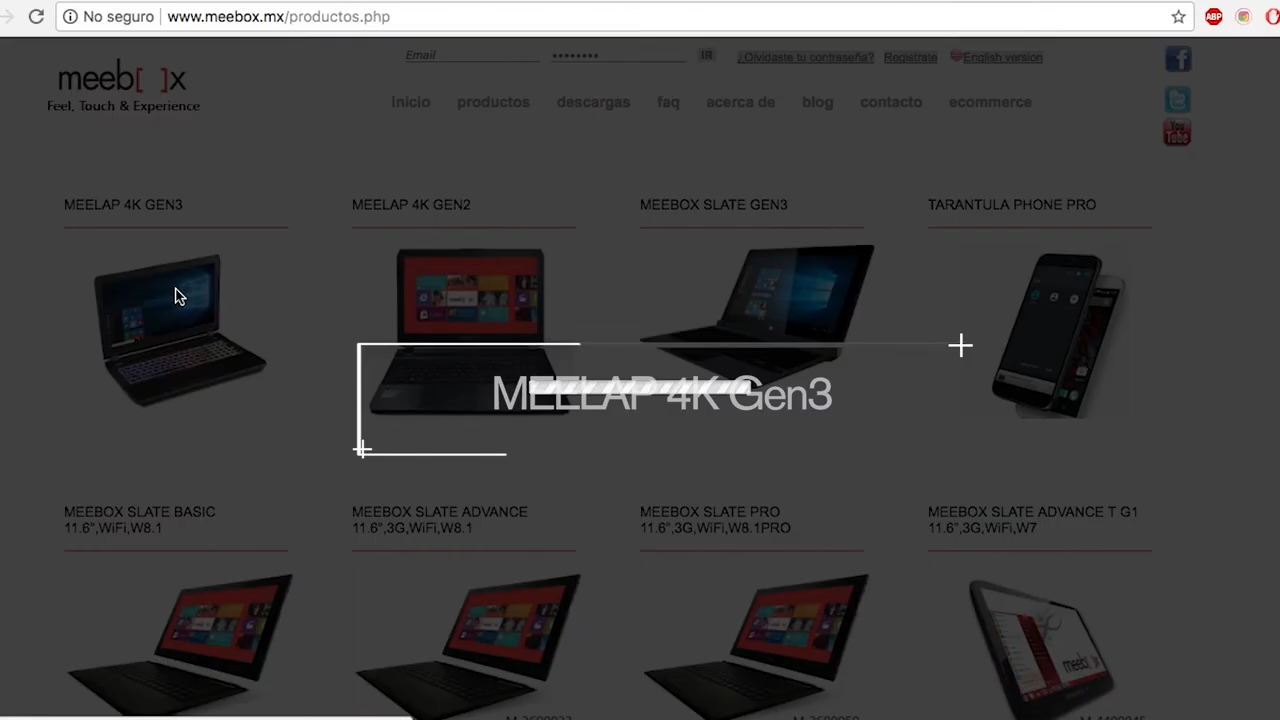 No seguro
www.meebox.mx/productos.php
ABP
Email
••••••••
IR
¿Olvidaste tu contraseña?
Registrate
English version
meeb[ ]x
Feel, Touch & Experience
inicio
productos
descargas
faq
acerca de
blog
contacto
ecommerce
You
Tube
MEELAP 4K GEN3
MEELAP 4K GEN2
MEEBOX SLATE GEN3
TARANTULA PHONE PRO
MEELAP 4K Gen3
MEEBOX SLATE BASIC
11.6",WiFi,W8.1
MEEBOX SLATE ADVANCE
11.6",3G,WiFi,W8.1
MEEBOX SLATE PRO
11.6",3G,WiFi,W8.1PRO
MEEBOX SLATE ADVANCE T G1
11.6",3G,WiFi,W7